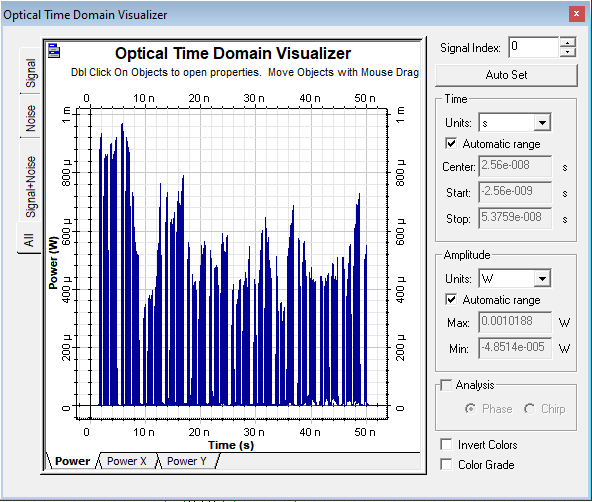 Optical Time Domain Visualizer
x
Signal Index: 0
Auto Set
Signal
Noise
Signal+Noise
All
Optical Time Domain Visualizer
Dbl Click On Objects to open properties. Move Objects with Mouse Drag
0 10 n 20 n 30 n 40 n 50 n
Power (W)
1 m
800 µ
600 µ
400 µ
200 µ
0
1 m
800 µ
600 µ
400 µ
200 µ
0
0 10 n 20 n 30 n 40 n 50 n
Time (s)
Power Power X Power Y
Time
Units: s
Automatic range
Center: 2.56e-008 s
Start: -2.56e-009 s
Stop: 5.3759e-008 s
Amplitude
Units: W
Automatic range
Max: 0.0010188 W
Min: -4.8514e-005 W
Analysis
Phase Chirp
Invert Colors
Color Grade